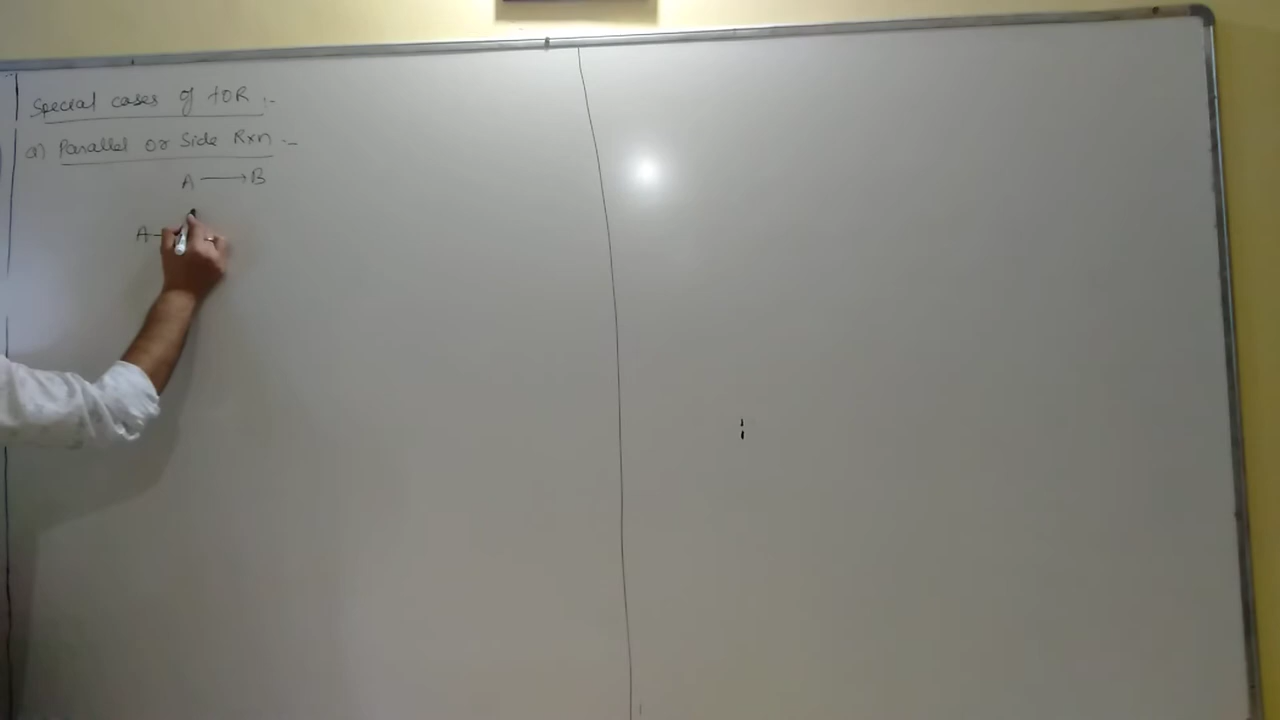 Special cases of fOR :-
a) Parallel or Side Rxn :-
A → B
A